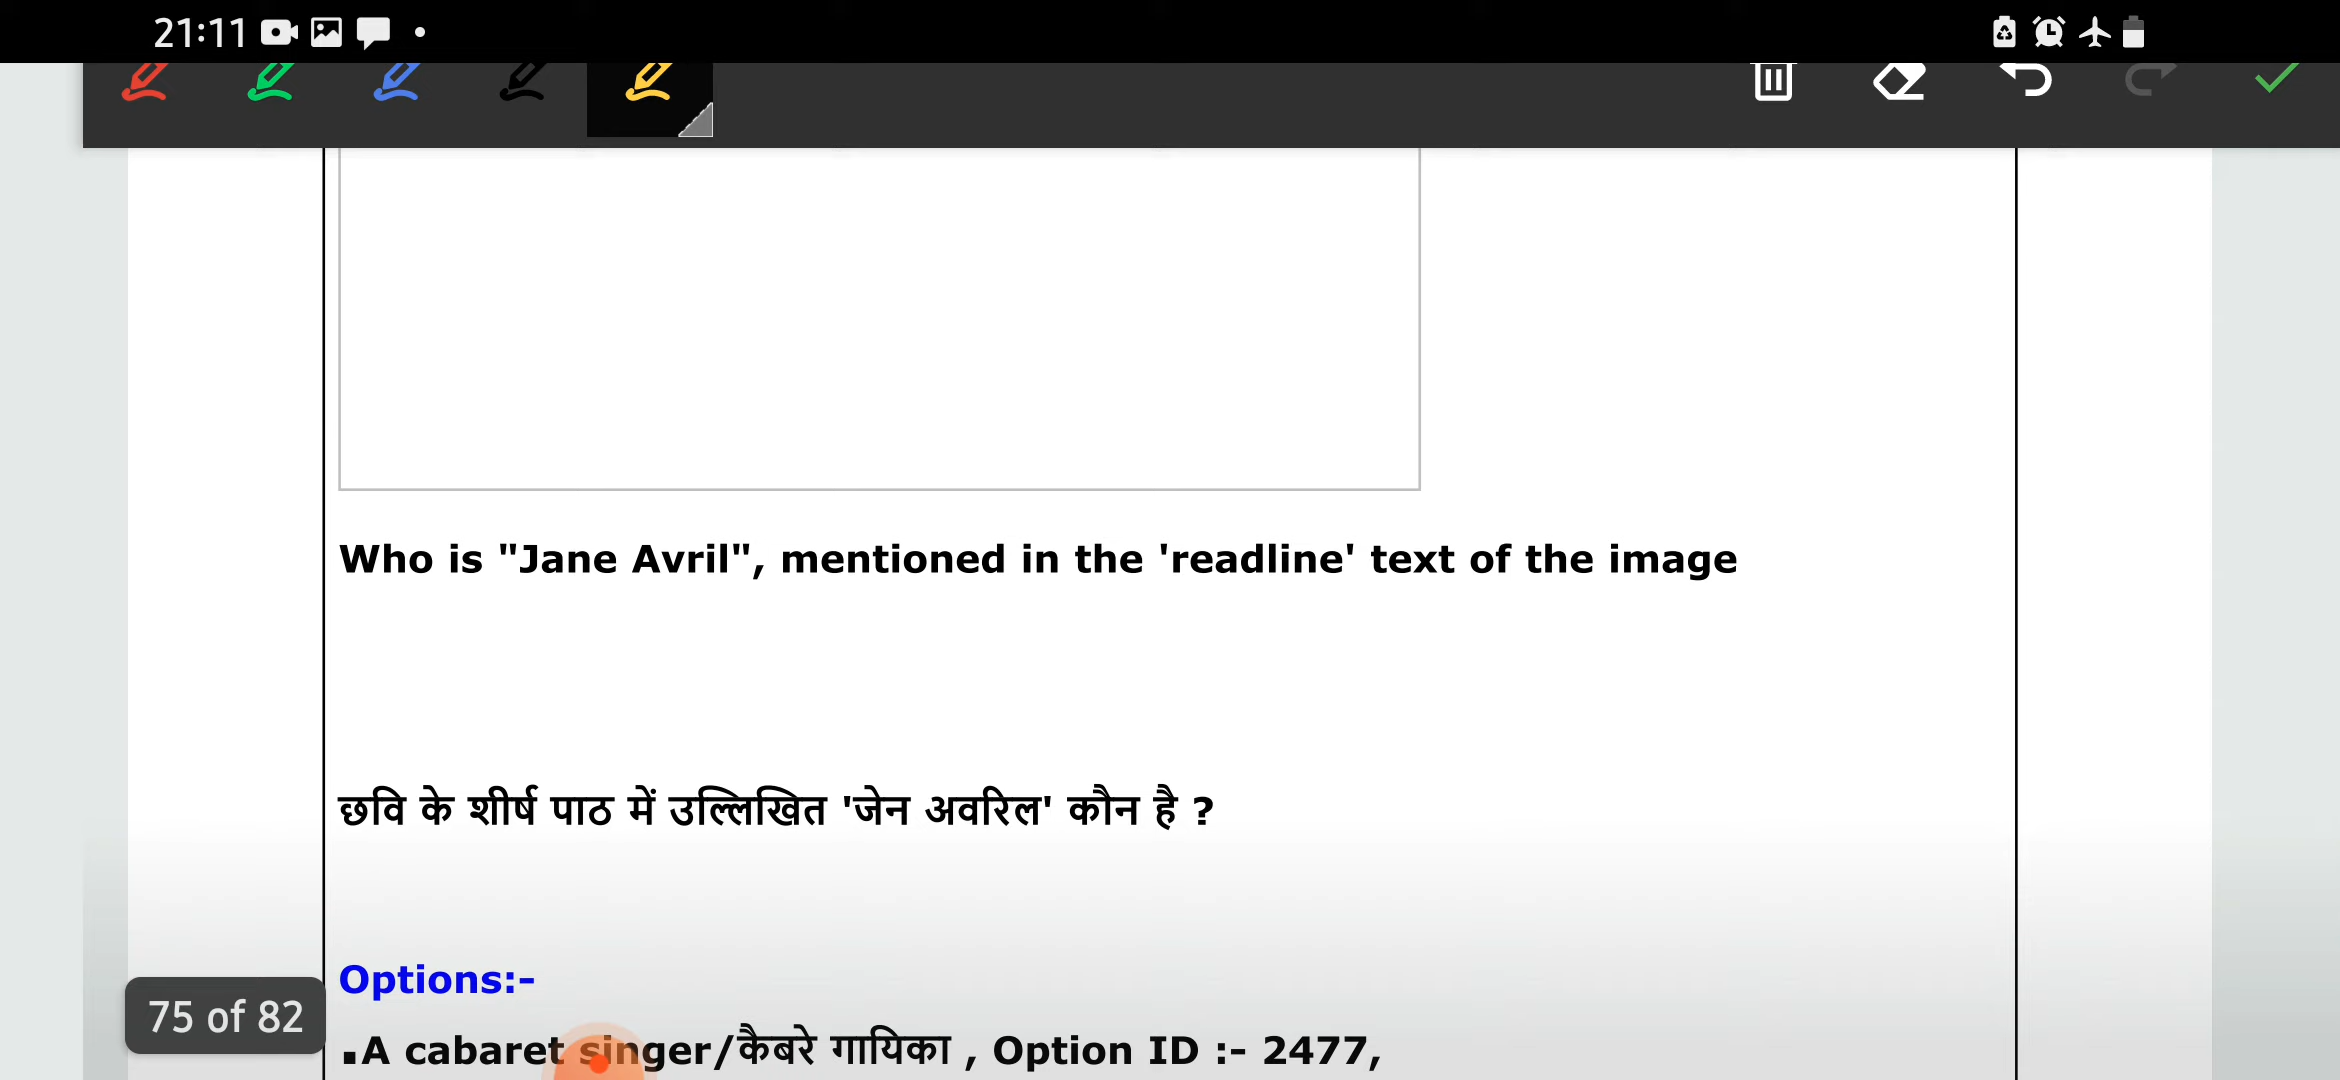 21:11
Who is "Jane Avril", mentioned in the 'readline' text of the image
छवि के शीर्ष पाठ में उल्लिखित 'जेन अवरिल' कौन है ?
Options:-
75 of 82
▪A cabaret singer/कैबरे गायिका , Option ID :- 2477,